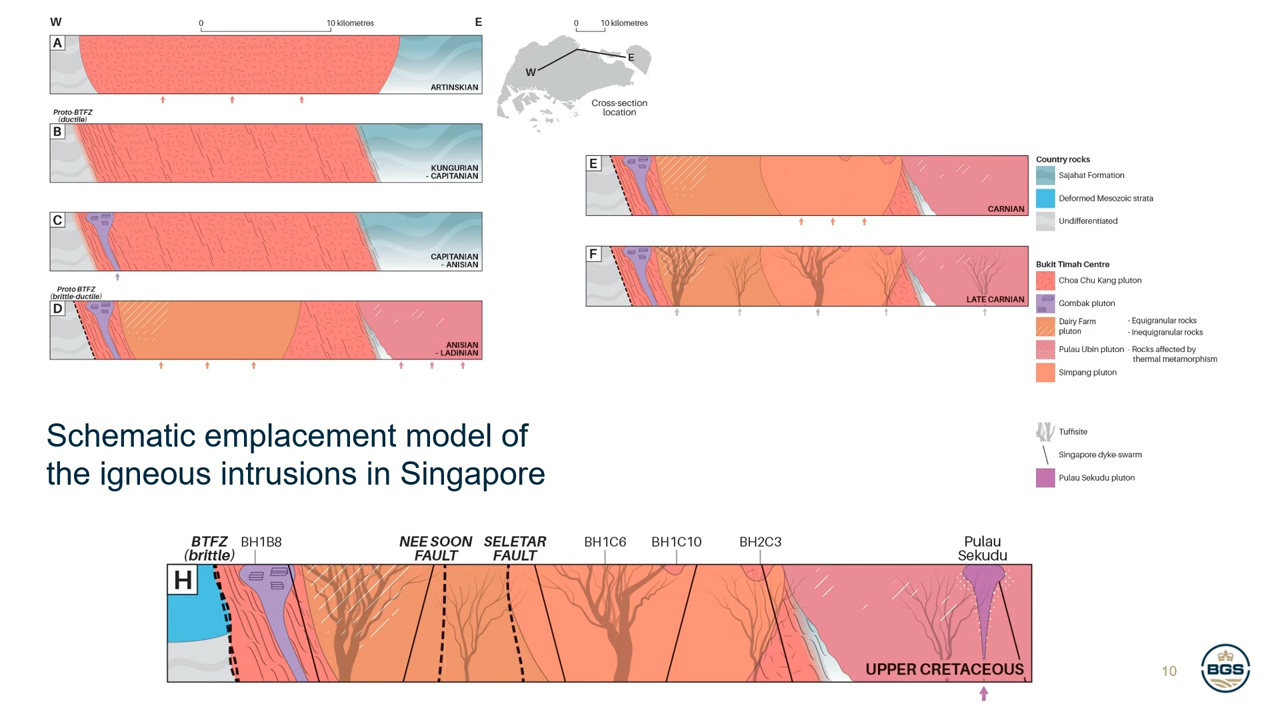 W
0
10 kilometres
E
A
ARTINSKIAN
Proto-BTFZ
(ductile)
B
KUNGURIAN
- CAPITANIAN
C
CAPITANIAN
- ANISIAN
Proto BTFZ
(brittle-ductile)
D
ANISIAN
- LADINIAN
0
10 kilometres
W
E
Cross-section
location
E
CARNIAN
F
LATE CARNIAN
Country rocks
Sajahat Formation
Deformed Mesozoic strata
Undifferentiated
Bukit Timah Centre
Choa Chu Kang pluton
Gombak pluton
Dairy Farm
pluton
- Equigranular rocks
- Inequigranular rocks
Pulau Ubin pluton
- Rocks affected by
thermal metamorphism
Simpang pluton
Tuffisite
Singapore dyke-swarm
Pulau Sekudu pluton
Schematic emplacement model of
the igneous intrusions in Singapore
BTFZ
(brittle)
BH1B8
NEE SOON
FAULT
SELETAR
FAULT
BH1C6
BH1C10
BH2C3
Pulau
Sekudu
H
UPPER CRETACEOUS
10
BGS